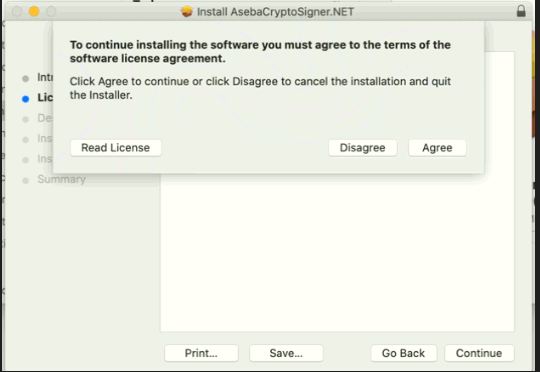 Install AsebaCryptoSigner.NET
To continue installing the software you must agree to the terms of the
software license agreement.
Click Agree to continue or click Disagree to cancel the installation and quit
the Installer.
Read License
Disagree
Agree
Summary
Print...
Save...
Go Back
Continue